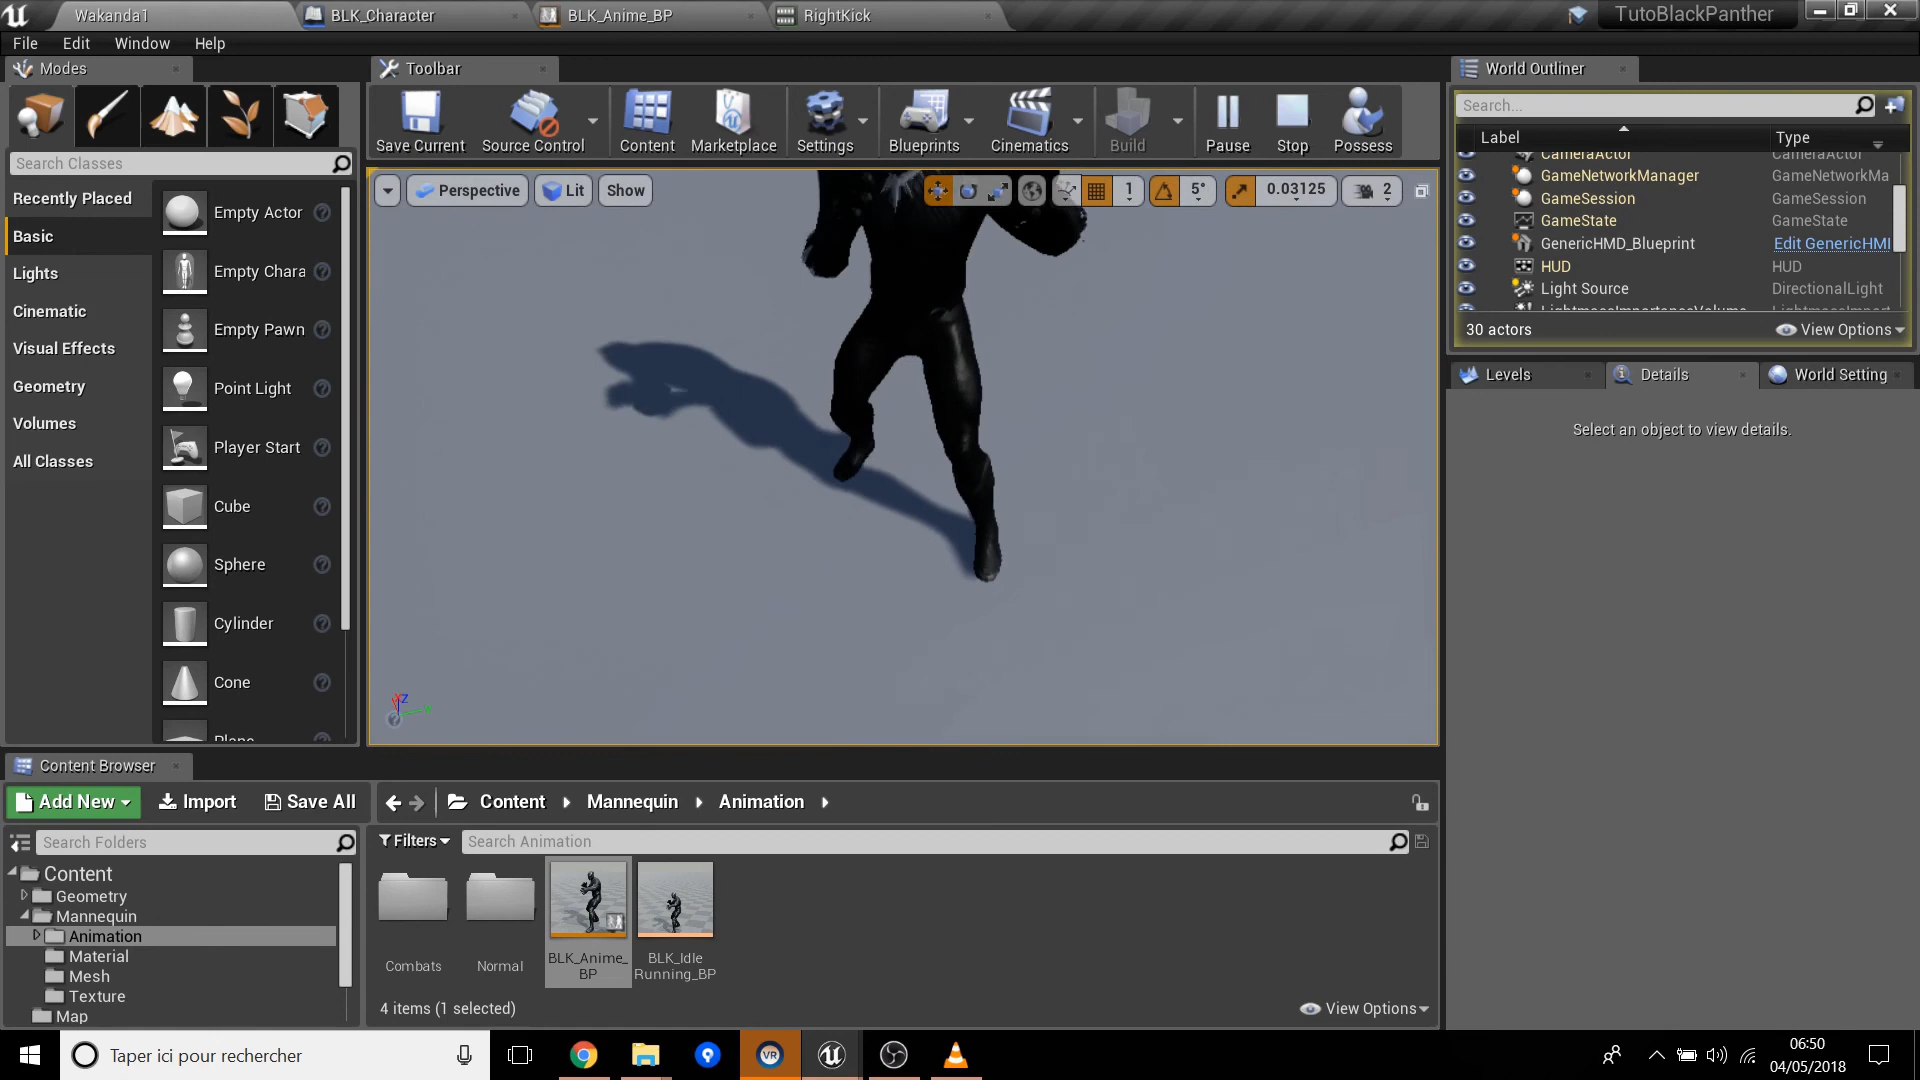 Wakanda1
BLK_Character
BLK_Anime_BP
RightKick
TutoBlackPanther
File Edit Window Help
Modes
Toolbar
World Outliner
Save Current
Source Control
Content
Marketplace
Settings
Blueprints
Cinematics
Build
Pause
Stop
Possess
Search...
Label Type
CameraActor CameraActor
GameNetworkManager GameNetworkMa
GameSession GameSession
GameState GameState
GenericHMD_Blueprint Edit GenericHMI
HUD HUD
Light Source DirectionalLight
LightmassImportanceVolume LightmassImport
30 actors
View Options
Search Classes
Recently Placed
Basic
Lights
Cinematic
Visual Effects
Geometry
Volumes
All Classes
Empty Actor
Empty Chara
Empty Pawn
Point Light
Player Start
Cube
Sphere
Cylinder
Cone
Plane
Perspective
Lit
Show
1
5°
0.03125
2
Levels
Details
World Setting
Select an object to view details.
Z
Content Browser
Add New
Import
Save All
Content
Mannequin
Animation
Search Folders
Filters
Search Animation
Content
Geometry
Mannequin
Animation
Material
Mesh
Texture
Map
Combats
Normal
BLK_Anime_
BP
BLK_Idle
Running_BP
4 items (1 selected)
View Options
Taper ici pour rechercher
VR
06:50
04/05/2018